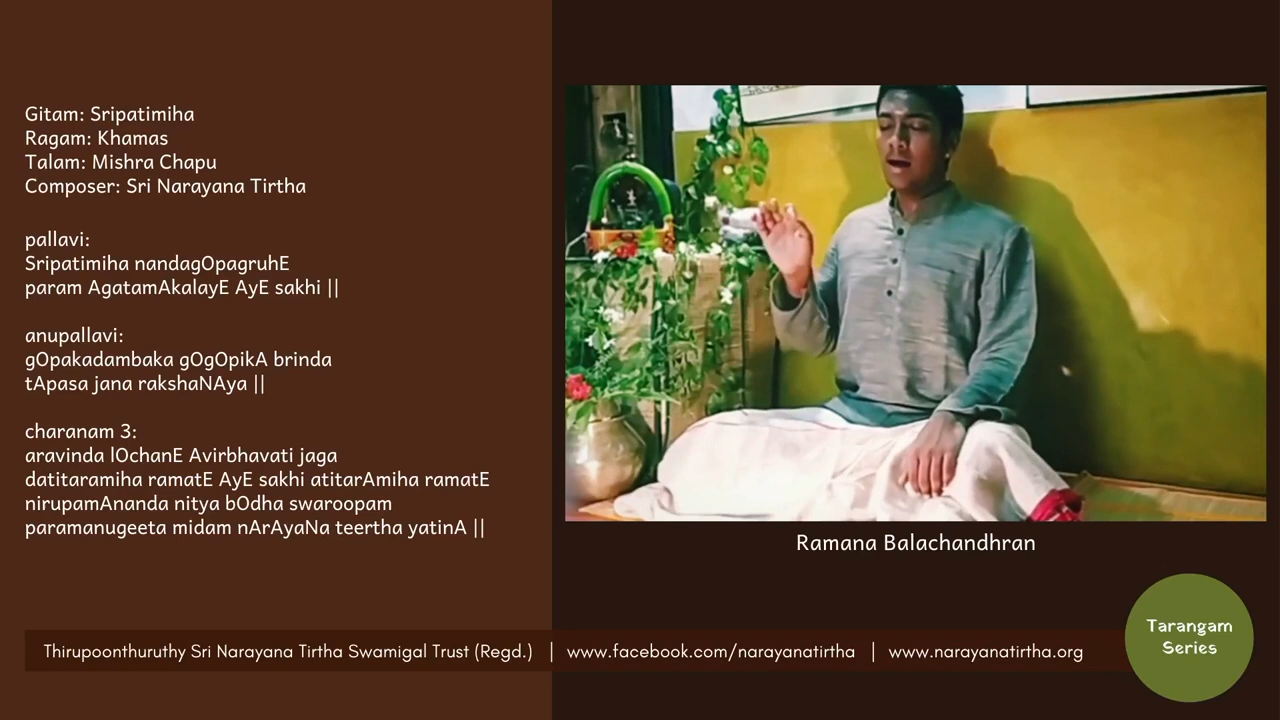 Gitam: Sripatimiha
Ragam: Khamas
Talam: Mishra Chapu
Composer: Sri Narayana Tirtha
pallavi:
Sripatimiha nandagOpagruhE
param AgatamAkalayE AyE sakhi ||
anupallavi:
gOpakadambaka gOgOpikA brinda
tApasa jana rakshaNAya ||
charanam 3:
aravinda lOchanE Avirbhavati jaga
datitaramiha ramatE AyE sakhi atitarAmiha ramatE
nirupamAnanda nitya bOdha swaroopam
paramanugeeta midam nArAyaNa teertha yatinA ||
Ramana Balachandhran
Thirupoonthuruthy Sri Narayana Tirtha Swamigal Trust (Regd.) | www.facebook.com/narayanatirtha | www.narayanatirtha.org
Tarangam
Series